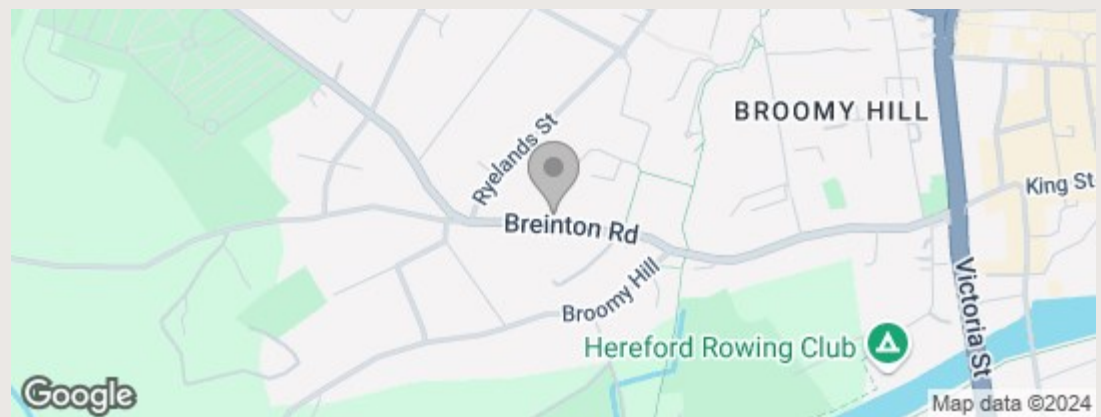 BROOMY HILL
Ryelands St
King St
Breinton Rd
Broomy Hill
Victoria St
Hereford Rowing Club
Google
Map data ©2024